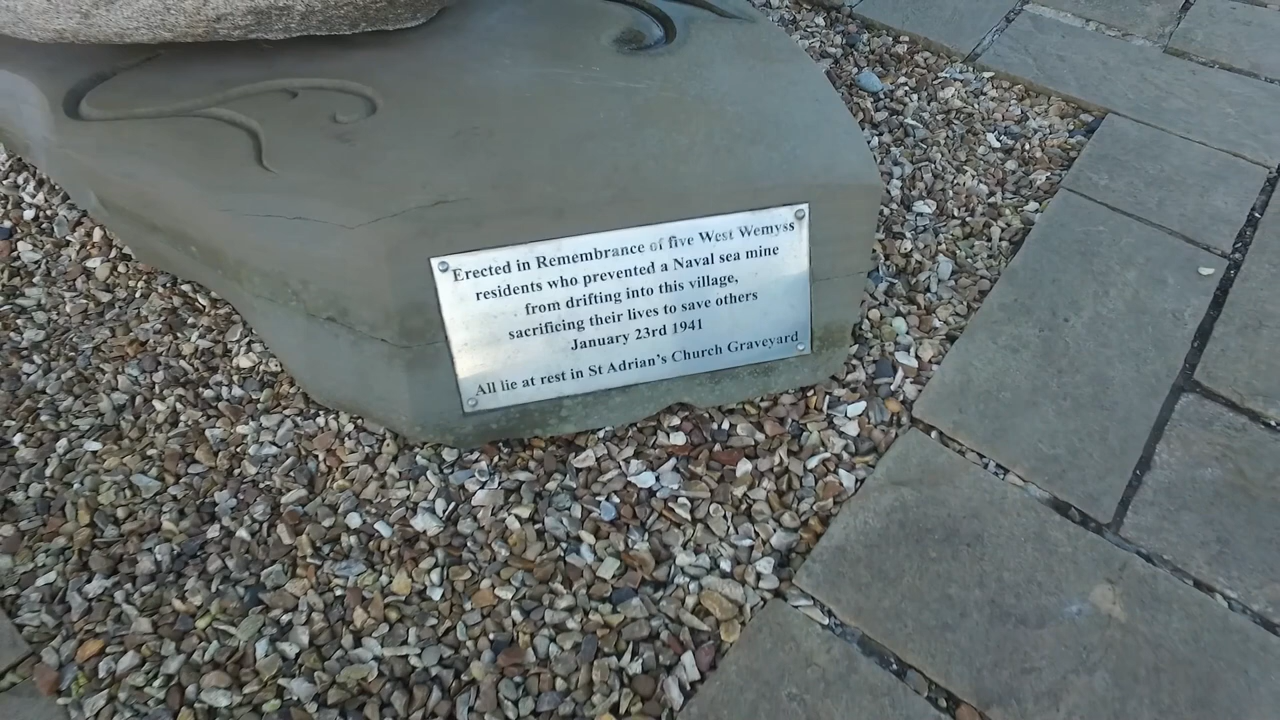 Erected in Remembrance of five West Wemyss
residents who prevented a Naval sea mine
from drifting into this village,
sacrificing their lives to save others
January 23rd 1941
All lie at rest in St Adrian's Church Graveyard